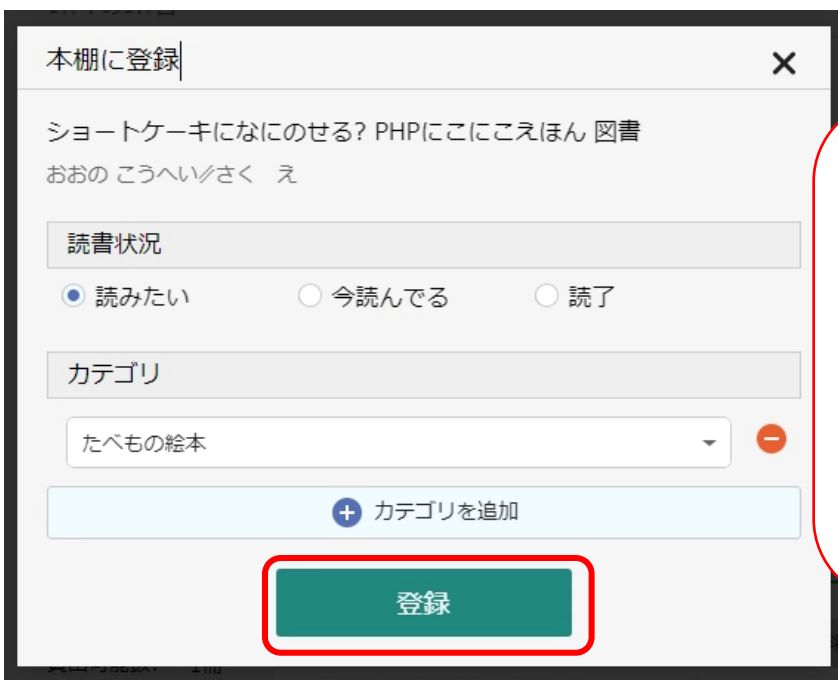 本棚に登録
ショートケーキになにのせる? PHPにこにこえほん 図書
おおの こうへい//さく　え
読書状況
読みたい　今読んでる　読了
カテゴリ
たべもの絵本
カテゴリを追加
登録